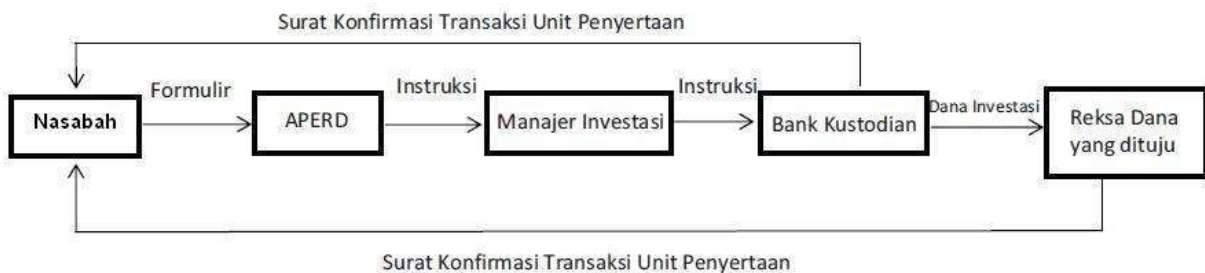 Surat Konfirmasi Transaksi Unit Penyertaan
Formulir
Instruksi
Instruksi
Dana Investasi
Nasabah
APERD
Manajer Investasi
Bank Kustodian
Reksa Dana
yang dituju
Surat Konfirmasi Transaksi Unit Penyertaan